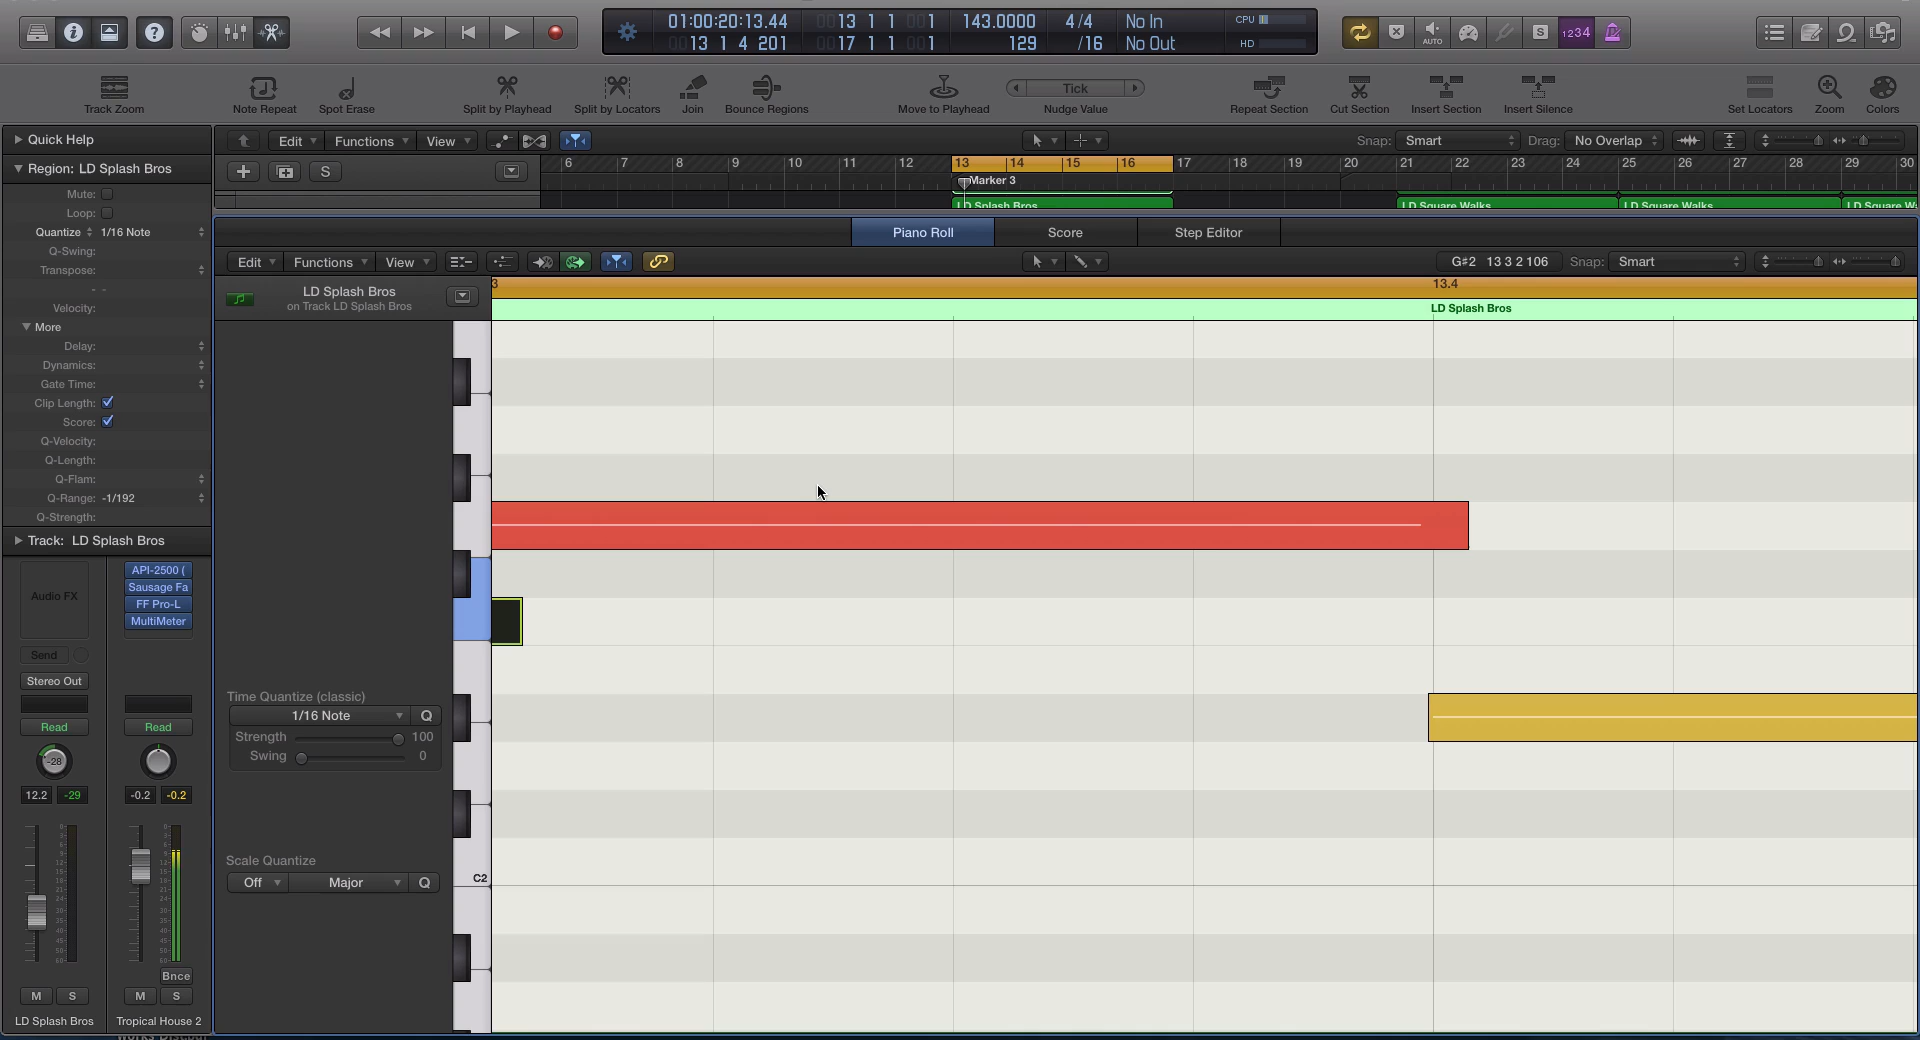 01:00:20:13.44
13 1 4 201
13 1 1 1
17 1 1 1
143.0000
129
4/4
/16
No In
No Out
CPU
HD
AUTO
S
1234
Track Zoom
Note Repeat
Spot Erase
Split by Playhead
Split by Locators
Join
Bounce Regions
Move to Playhead
Tick
Nudge Value
Repeat Section
Cut Section
Insert Section
Insert Silence
Set Locators
Zoom
Colors
Quick Help
Edit
Functions
View
Snap: Smart
Drag: No Overlap
Region: LD Splash Bros
S
6 7 8 9 10 11 12 13 14 15 16 17 18 19 20 21 22 23 24 25 26 27 28 29 30
Marker 3
LD Splash Bros
LD Square Walks
LD Square Walks
LD Square W
Mute:
Loop:
Quantize 1/16 Note
Q-Swing:
Transpose:
- -
Velocity:
More
Delay:
Dynamics:
Gate Time:
Clip Length:
Score:
Q-Velocity:
Q-Length:
Q-Flam:
Q-Range: -1/192
Q-Strength:
Piano Roll
Score
Step Editor
Edit
Functions
View
G#2 13 3 2 106
Snap: Smart
LD Splash Bros
on Track LD Splash Bros
3
13.4
LD Splash Bros
Track: LD Splash Bros
Audio FX
API-2500 (
Sausage Fa
FF Pro-L
MultiMeter
Send
Stereo Out
Read
Read
-28
12.2 -29
-0.2 -0.2
Bnce
M S
M S
LD Splash Bros
Tropical House 2
Time Quantize (classic)
1/16 Note
Q
Strength 100
Swing 0
Scale Quantize
Off
Major
Q
C2